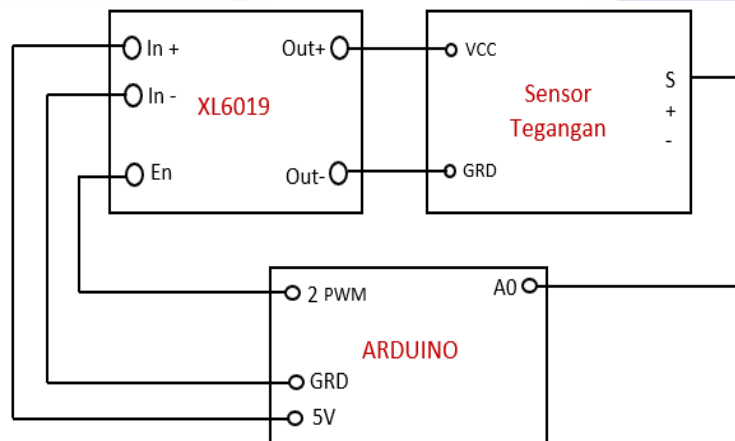 In +
In -
En
XL6019
Out+
Out-
VCC
GRD
Sensor
Tegangan
S
+
-
2 PWM
GRD
5V
ARDUINO
A0